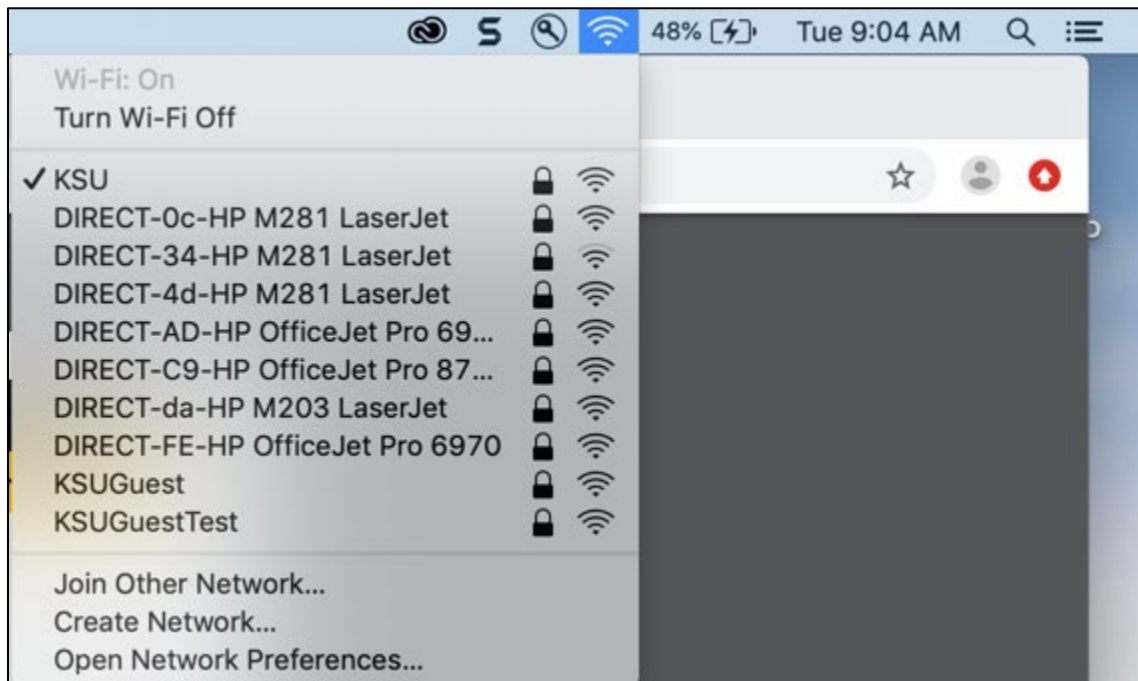 48% Tue 9:04 AM
Wi-Fi: On
Turn Wi-Fi Off
KSU
DIRECT-0c-HP M281 LaserJet
DIRECT-34-HP M281 LaserJet
DIRECT-4d-HP M281 LaserJet
DIRECT-AD-HP OfficeJet Pro 69...
DIRECT-C9-HP OfficeJet Pro 87...
DIRECT-da-HP M203 LaserJet
DIRECT-FE-HP OfficeJet Pro 6970
KSUGuest
KSUGuestTest
Join Other Network...
Create Network...
Open Network Preferences...